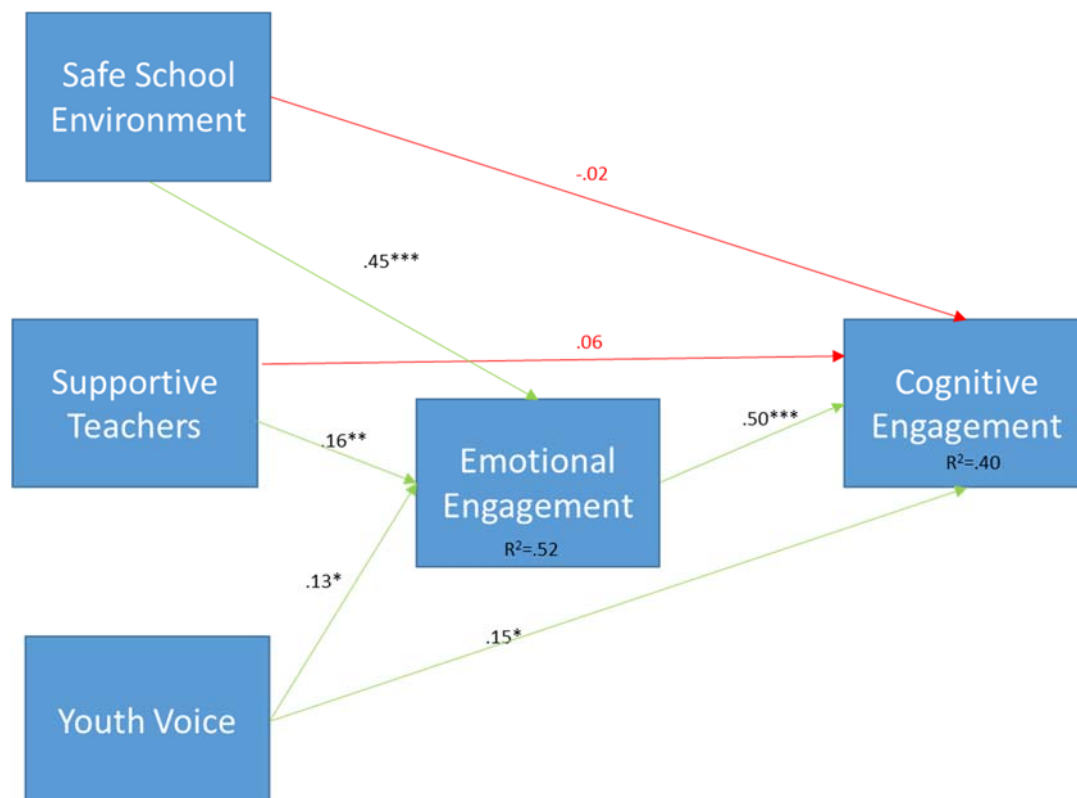 Safe School
Environment
-.02
.45***
.06
Supportive
Teachers
.16**
Emotional
Engagement
R²=.52
.50***
Cognitive
Engagement
R²=.40
.13*
.15*
Youth Voice